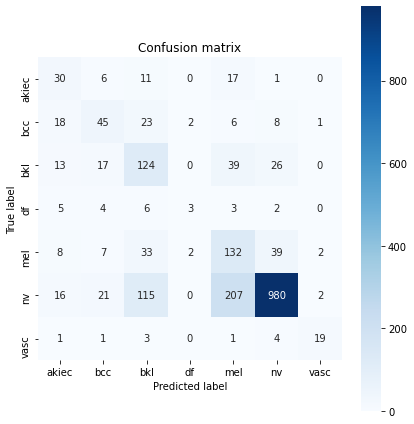 Confusion matrix
akiec 30 6 11 0 17 1 0
bcc 18 45 23 2 6 8 1
bkl 13 17 124 0 39 26 0
df 5 4 6 3 3 2 0
mel 8 7 33 2 132 39 2
nv 16 21 115 0 207 980 2
vasc 1 1 3 0 1 4 19
akiec bcc bkl df mel nv vasc
Predicted label
True label
800
600
400
200
0